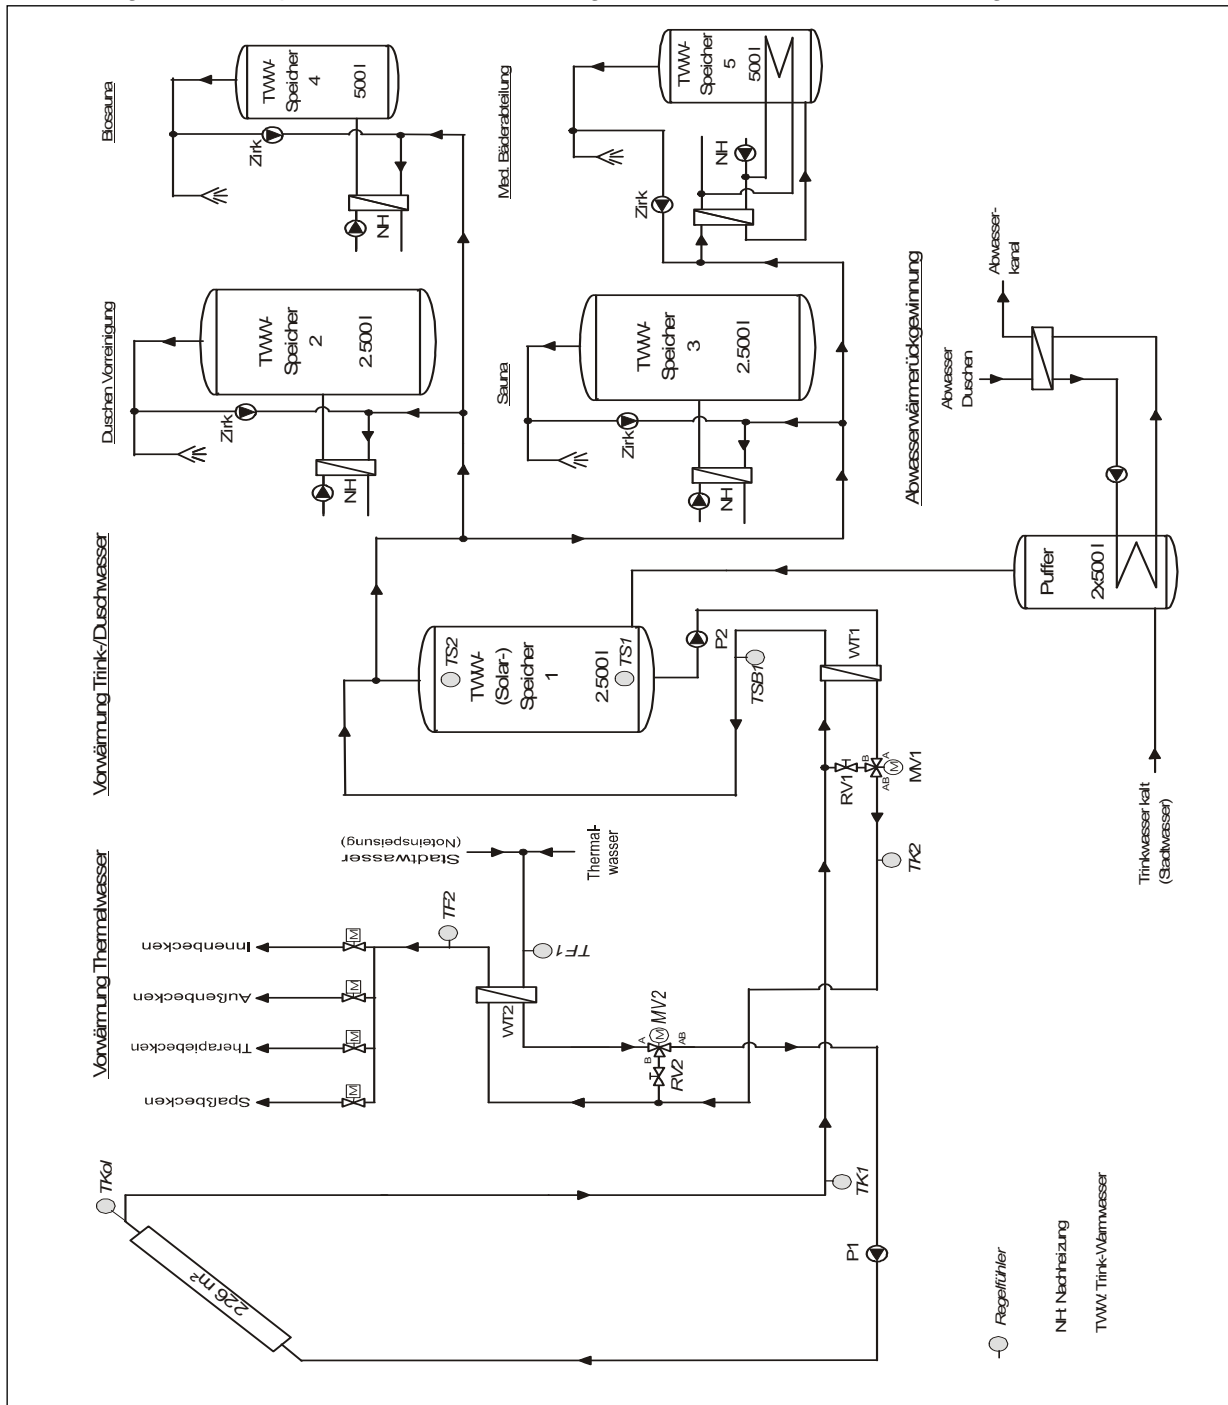 Biosauna
TWW-
Speicher
4
500 l
Zirk
NH
Med. Bäderabteilung
TWW-
Speicher
5
500 l
NH
Zirk
Duschen Vorreinigung
TWW-
Speicher
2
2.500 l
Zirk
NH
Sauna
TWW-
Speicher
3
2.500 l
Zirk
NH
Abwasserwärmerückgewinnung
Abwasser-
kanal
Abwasser
Duschen
Puffer
2x500 l
Trinkwasser kalt
(Stadtwasser)
Vorwärmung Trink-/Duschwasser
TS2
TWW-
(Solar-)
Speicher
1
2.500 l
TS1
P2
TSB1
WT1
RV1
B
A
AB
M
MV1
TK2
Vorwärmung Thermalwasser
Stadtwasser
(Noteinspeisung)
Thermal-
wasser
TF2
TF1
WT2
Innenbecken
M
Außenbecken
M
Therapiebecken
M
Spaßbecken
M
A
B
AB
M
MV2
RV2
TKol
226 m²
TK1
P1
Regelfühler
NH: Nachheizung
TWW: Trink-Warmwasser